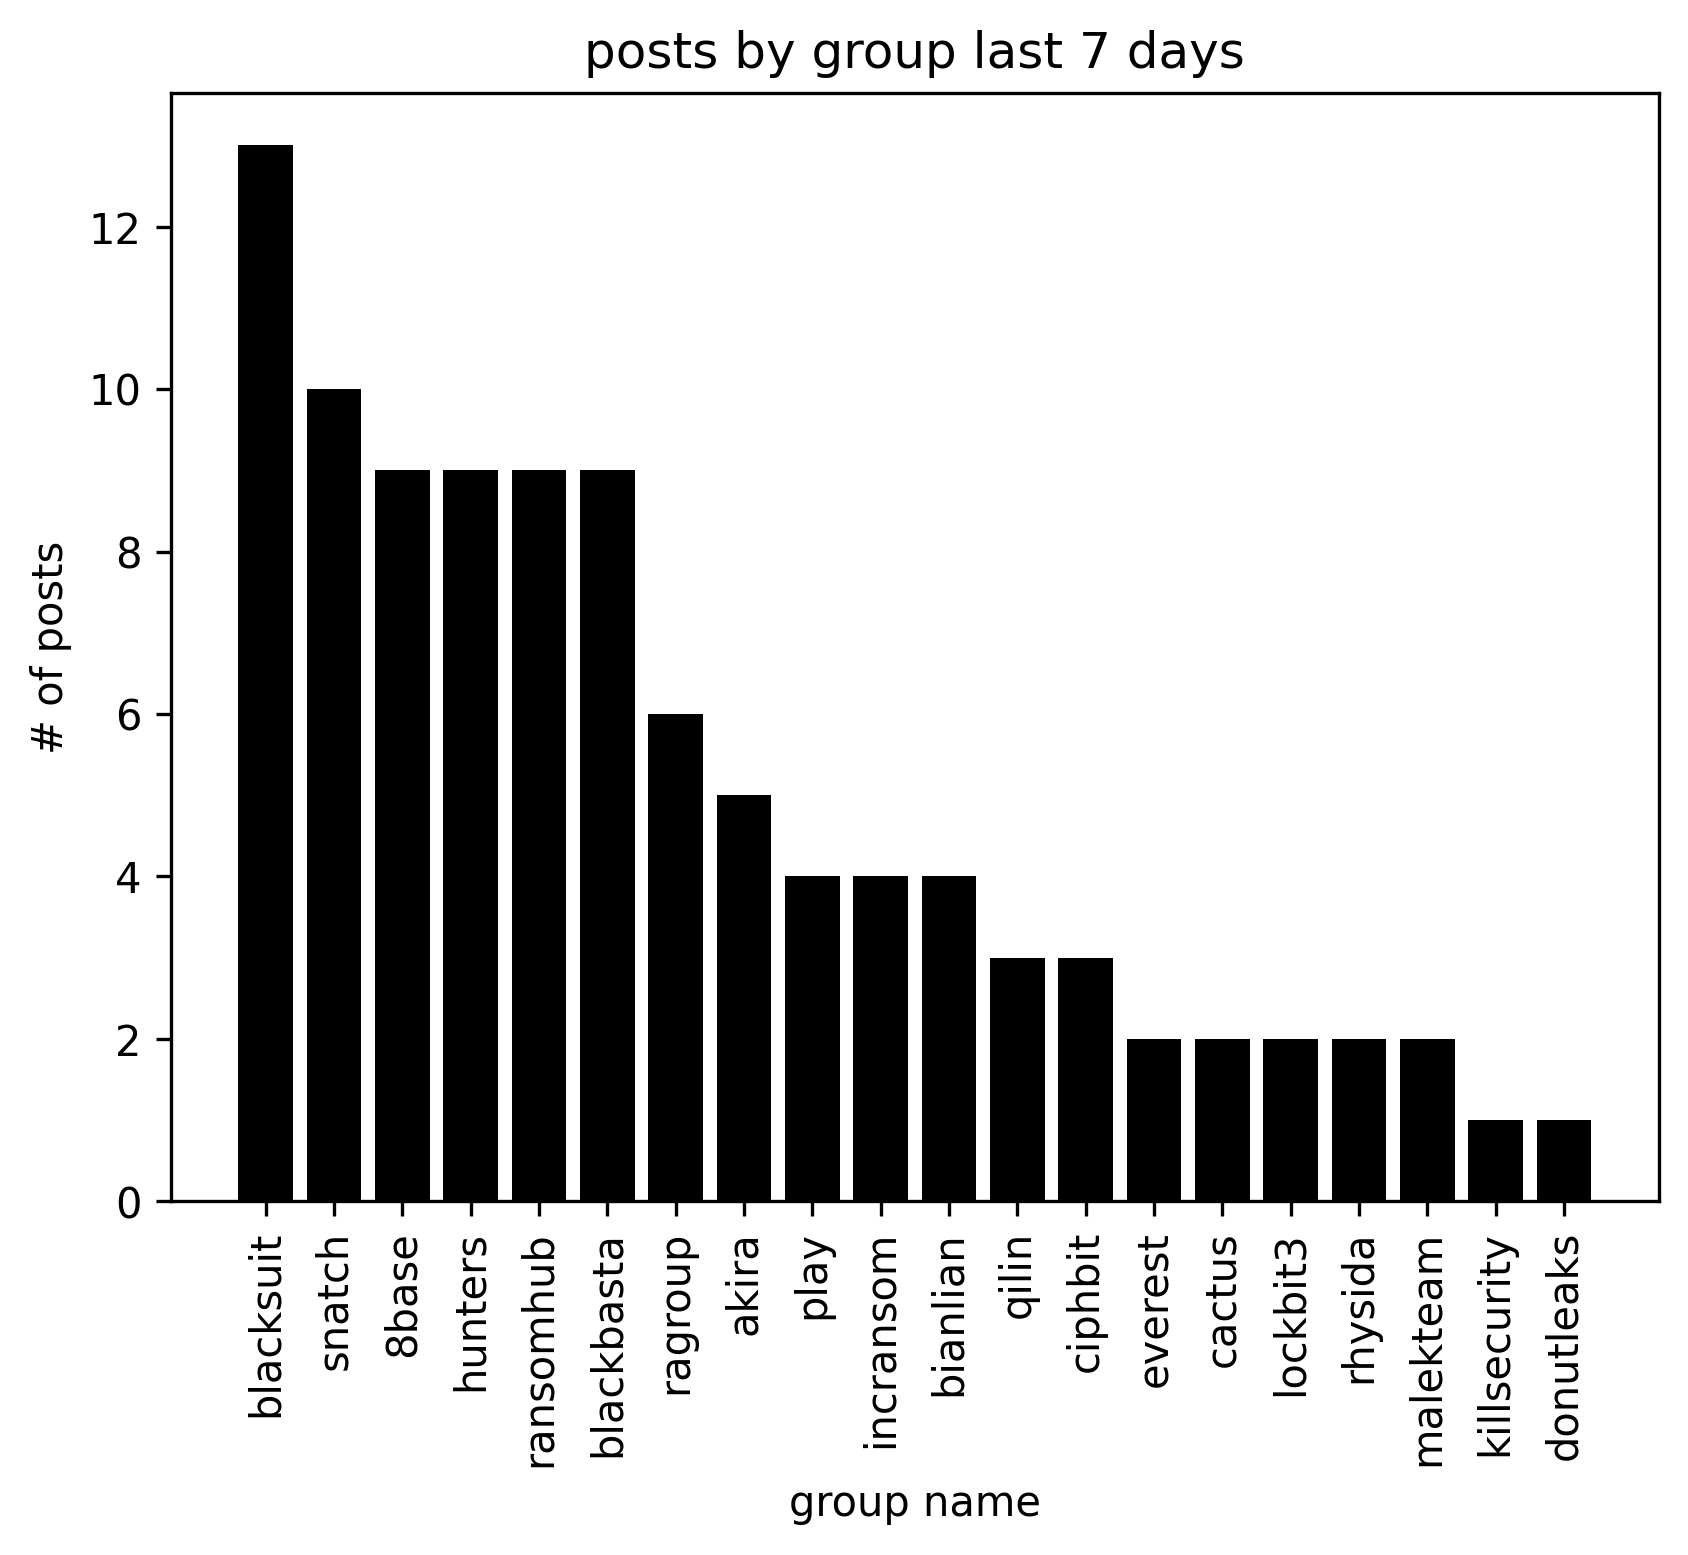 posts by group last 7 days
# of posts
12
10
8
6
4
2
0
blacksuit
snatch
8base
hunters
ransomhub
blackbasta
ragroup
akira
play
incransom
bianlian
qilin
ciphbit
everest
cactus
lockbit3
rhysida
malekteam
killsecurity
donutleaks
group name